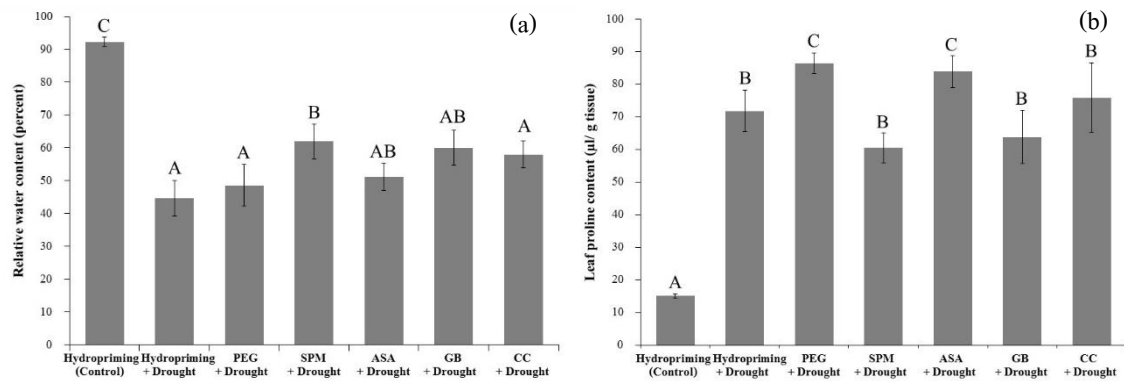 (a)
Relative water content (percent)
100
90
80
70
60
50
40
30
20
10
0
C
A
A
B
AB
AB
A
Hydropriming
(Control)
Hydropriming
+ Drought
PEG
+ Drought
SPM
+ Drought
ASA
+ Drought
GB
+ Drought
CC
+ Drought
(b)
Leaf proline content (µl/ g tissue)
100
90
80
70
60
50
40
30
20
10
0
A
B
C
B
C
B
B
Hydropriming
(Control)
Hydropriming
+ Drought
PEG
+ Drought
SPM
+ Drought
ASA
+ Drought
GB
+ Drought
CC
+ Drought